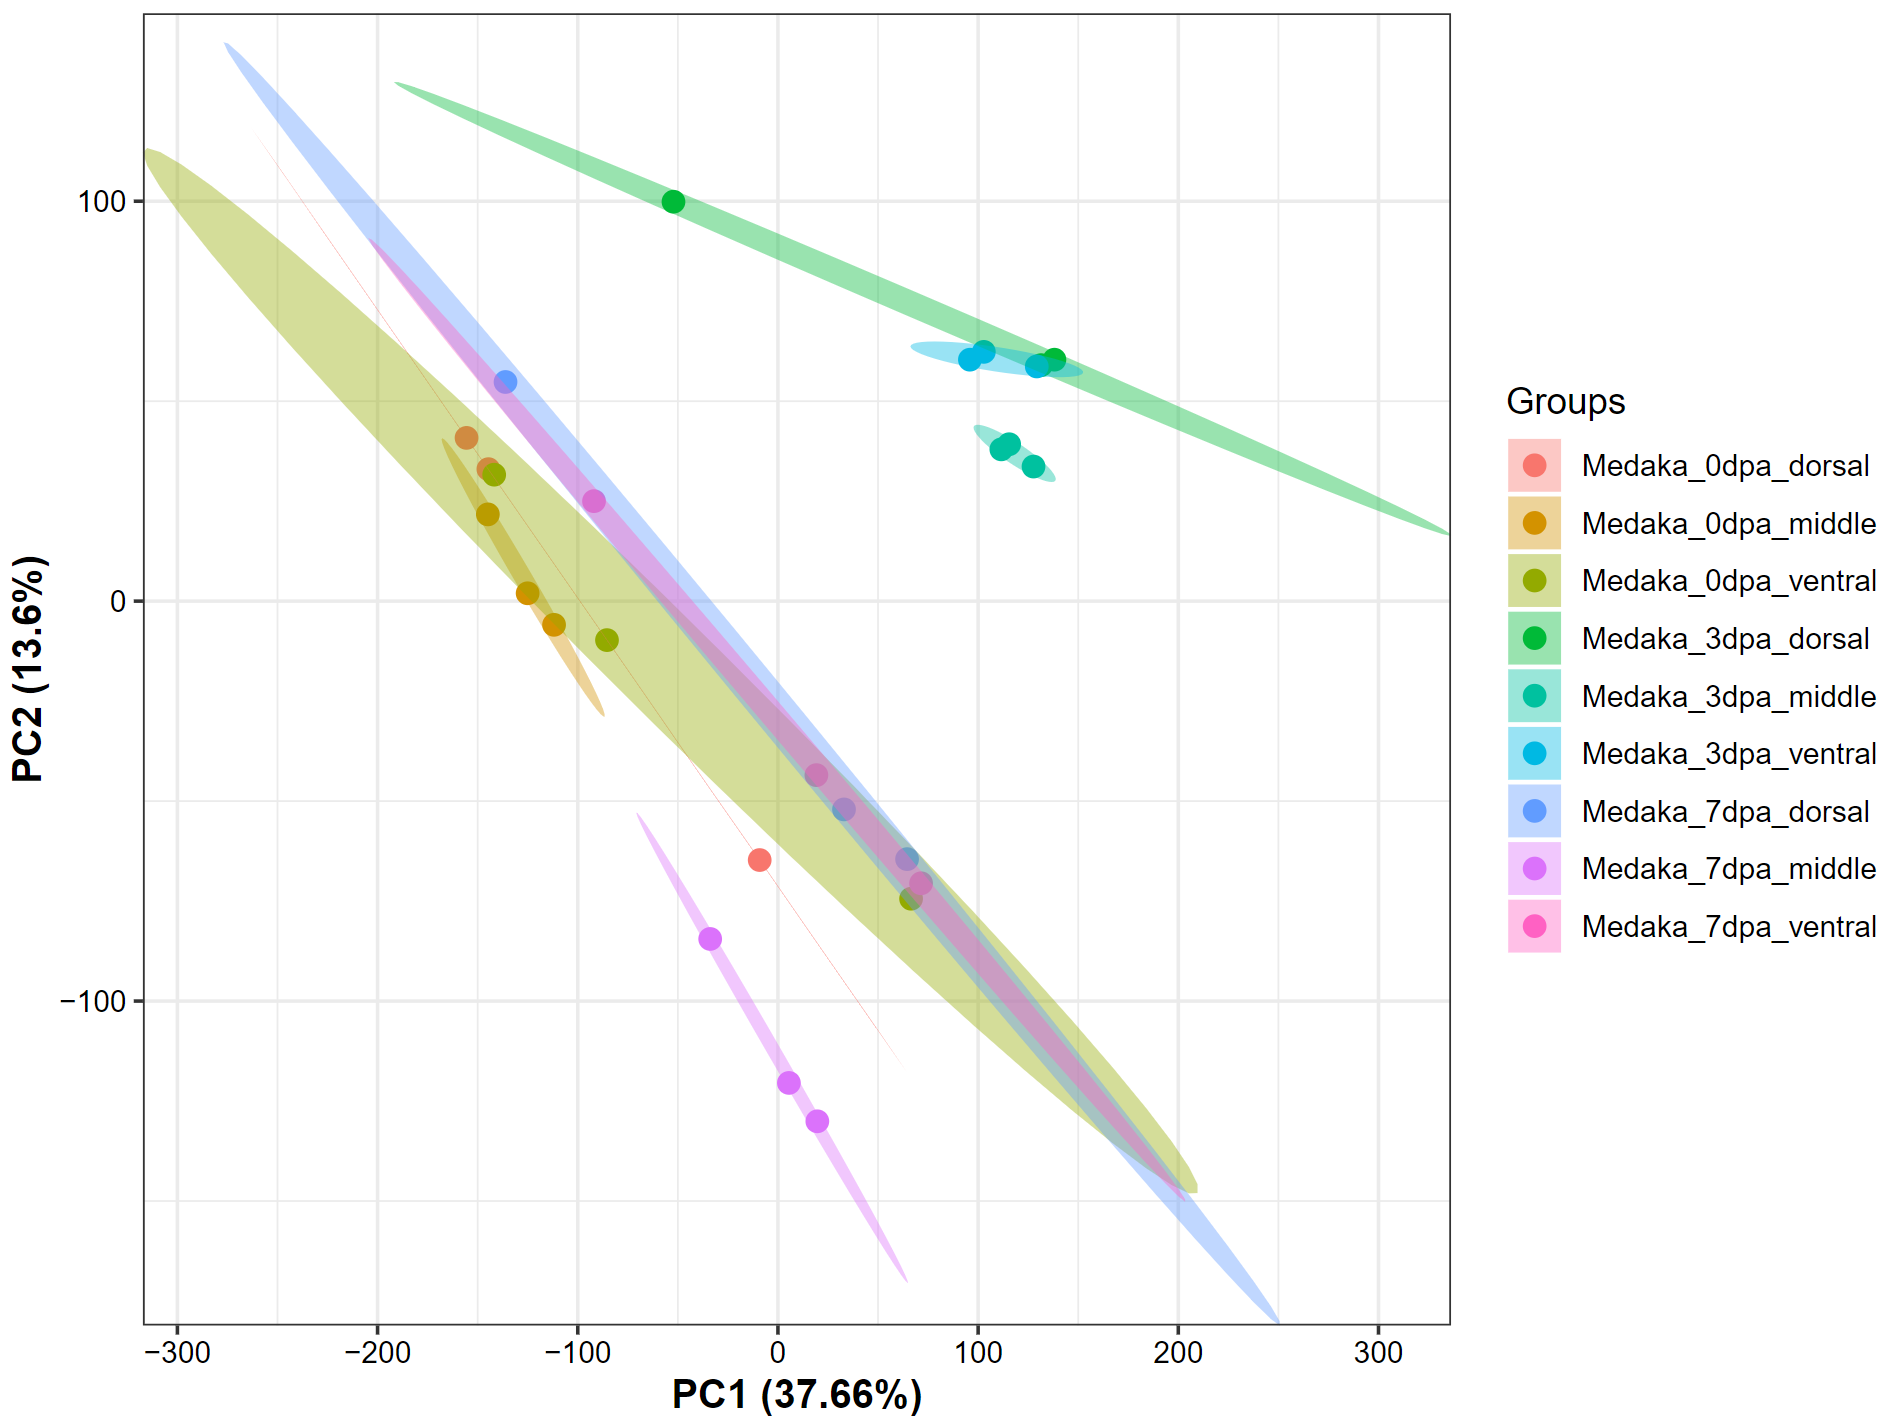 100
0
−100
PC2 (13.6%)
−300
−200
−100
0
100
200
300
PC1 (37.66%)
Groups
Medaka_0dpa_dorsal
Medaka_0dpa_middle
Medaka_0dpa_ventral
Medaka_3dpa_dorsal
Medaka_3dpa_middle
Medaka_3dpa_ventral
Medaka_7dpa_dorsal
Medaka_7dpa_middle
Medaka_7dpa_ventral